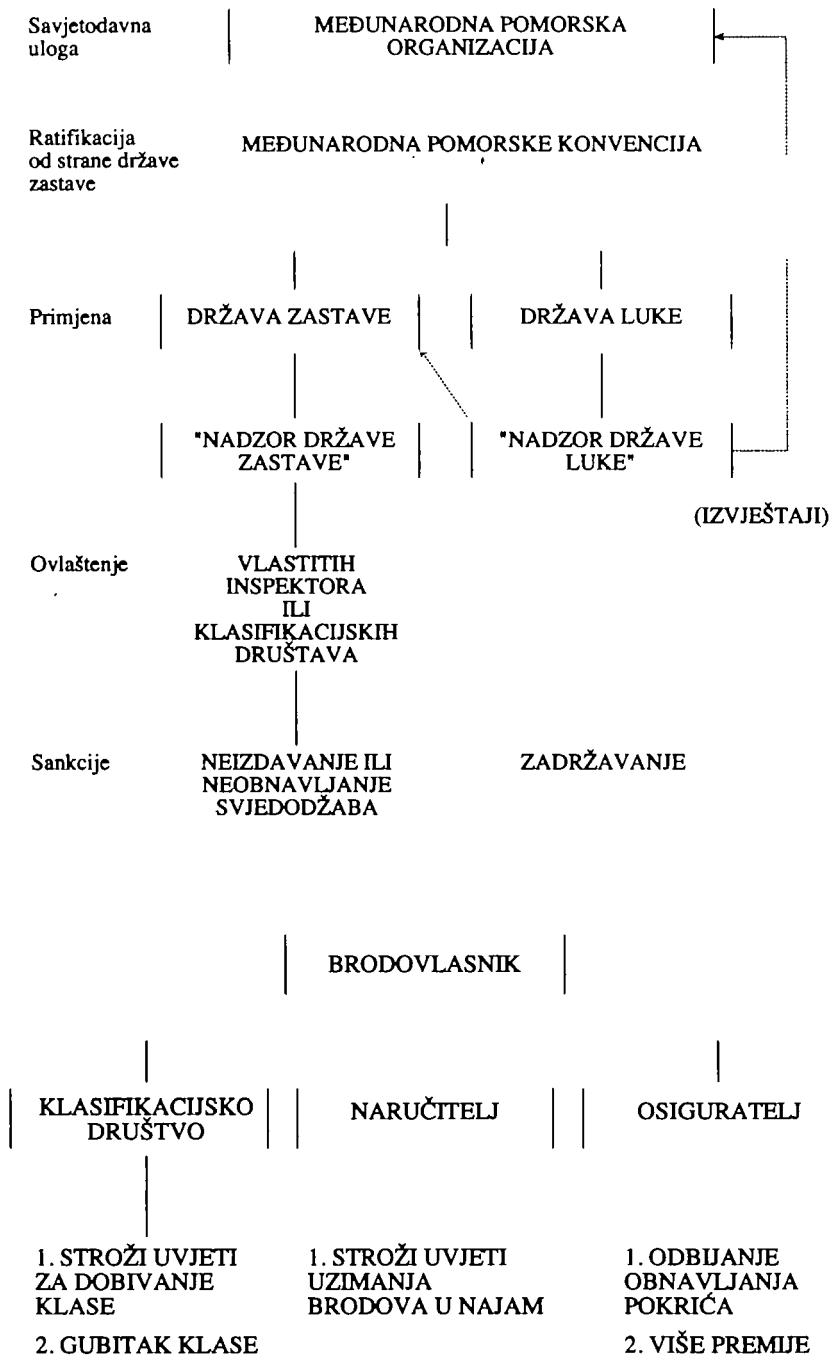 Savjetodavna
uloga
MEĐUNARODNA POMORSKA
ORGANIZACIJA
Ratifikacija
od strane države
zastave
MEĐUNARODNA POMORSKE KONVENCIJA
Primjena
DRŽAVA ZASTAVE
DRŽAVA LUKE
"NADZOR DRŽAVE
ZASTAVE"
"NADZOR DRŽAVE
LUKE"
(IZVJEŠTAJI)
Ovlaštenje
VLASTITIH
INSPEKTORA
ILI
KLASIFIKACIJSKIH
DRUŠTAVA
Sankcije
NEIZDAVANJE ILI
NEOBNAVLJANJE
SVJEDODŽABA
ZADRŽAVANJE
BRODOVLASNIK
KLASIFIKACIJSKO
DRUŠTVO
NARUČITELJ
OSIGURATELJ
1. STROŽI UVJETI
ZA DOBIVANJE
KLASE
2. GUBITAK KLASE
1. STROŽI UVJETI
UZIMANJA
BRODOVA U NAJAM
1. ODBIJANJE
OBNAVLJANJA
POKRIĆA
2. VIŠE PREMIJE